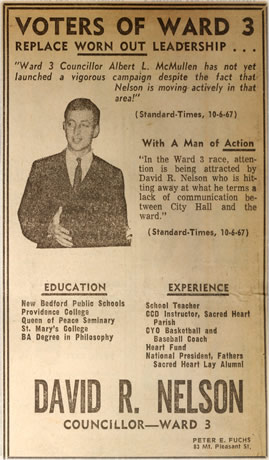 VOTERS OF WARD 3
REPLACE WORN OUT LEADERSHIP . . .
"Ward 3 Councillor Albert L. McMullen has not yet
launched a vigorous campaign despite the fact that
Nelson is moving actively in that
area!"
(Standard-Times, 10-6-67)
With A Man of Action
"In the Ward 3 race, atten-
tion is being attracted by
David R. Nelson who is hit-
ting away at what he terms a
lack of communication be-
tween City Hall and the
ward."
(Standard-Times, 10-6-67)
EDUCATION
New Bedford Public Schools
Providence College
Queen of Peace Seminary
St. Mary's College
BA Degree in Philosophy
EXPERIENCE
School Teacher
CCD Instructor, Sacred Heart
Parish
CYO Basketball and
Baseball Coach
Heart Fund
National President, Fathers
Sacred Heart Lay Alumni
DAVID R. NELSON
COUNCILLOR—WARD 3
PETER E. FUCHS
83 Mt. Pleasant St.